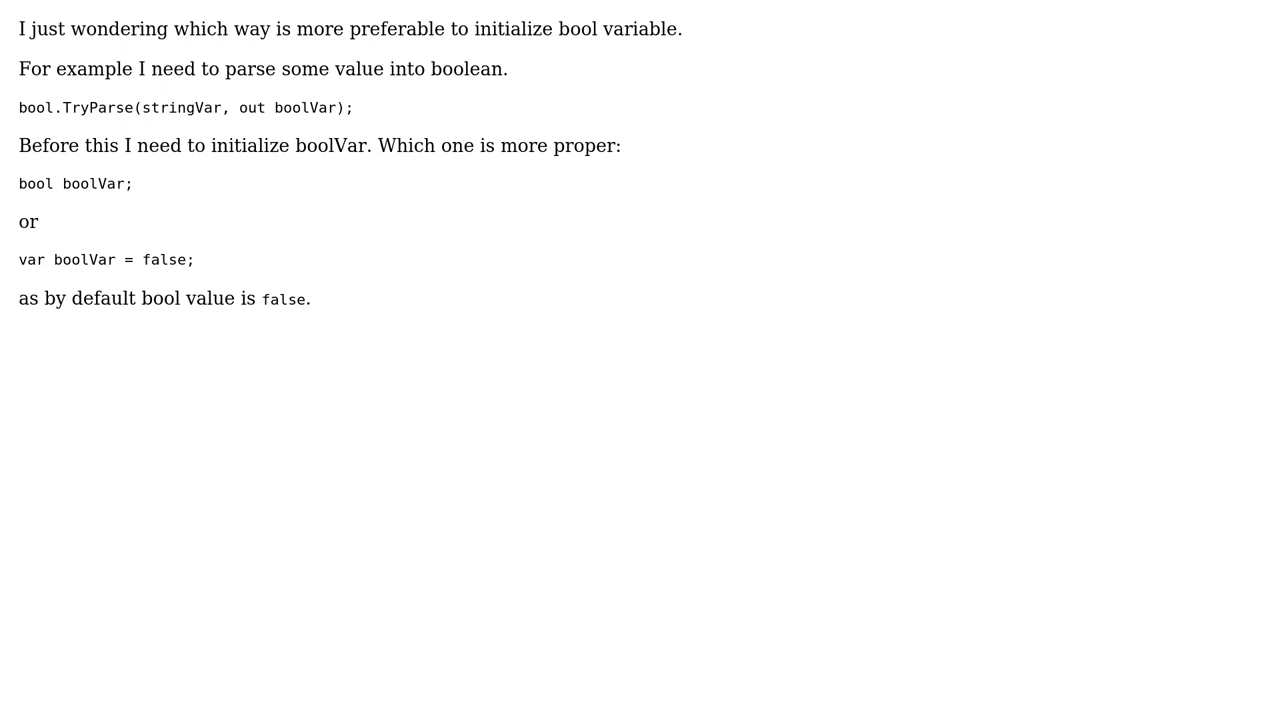 I just wondering which way is more preferable to initialize bool variable.
For example I need to parse some value into boolean.
bool.TryParse(stringVar, out boolVar);
Before this I need to initialize boolVar. Which one is more proper:
bool boolVar;
or
var boolVar = false;
as by default bool value is false.